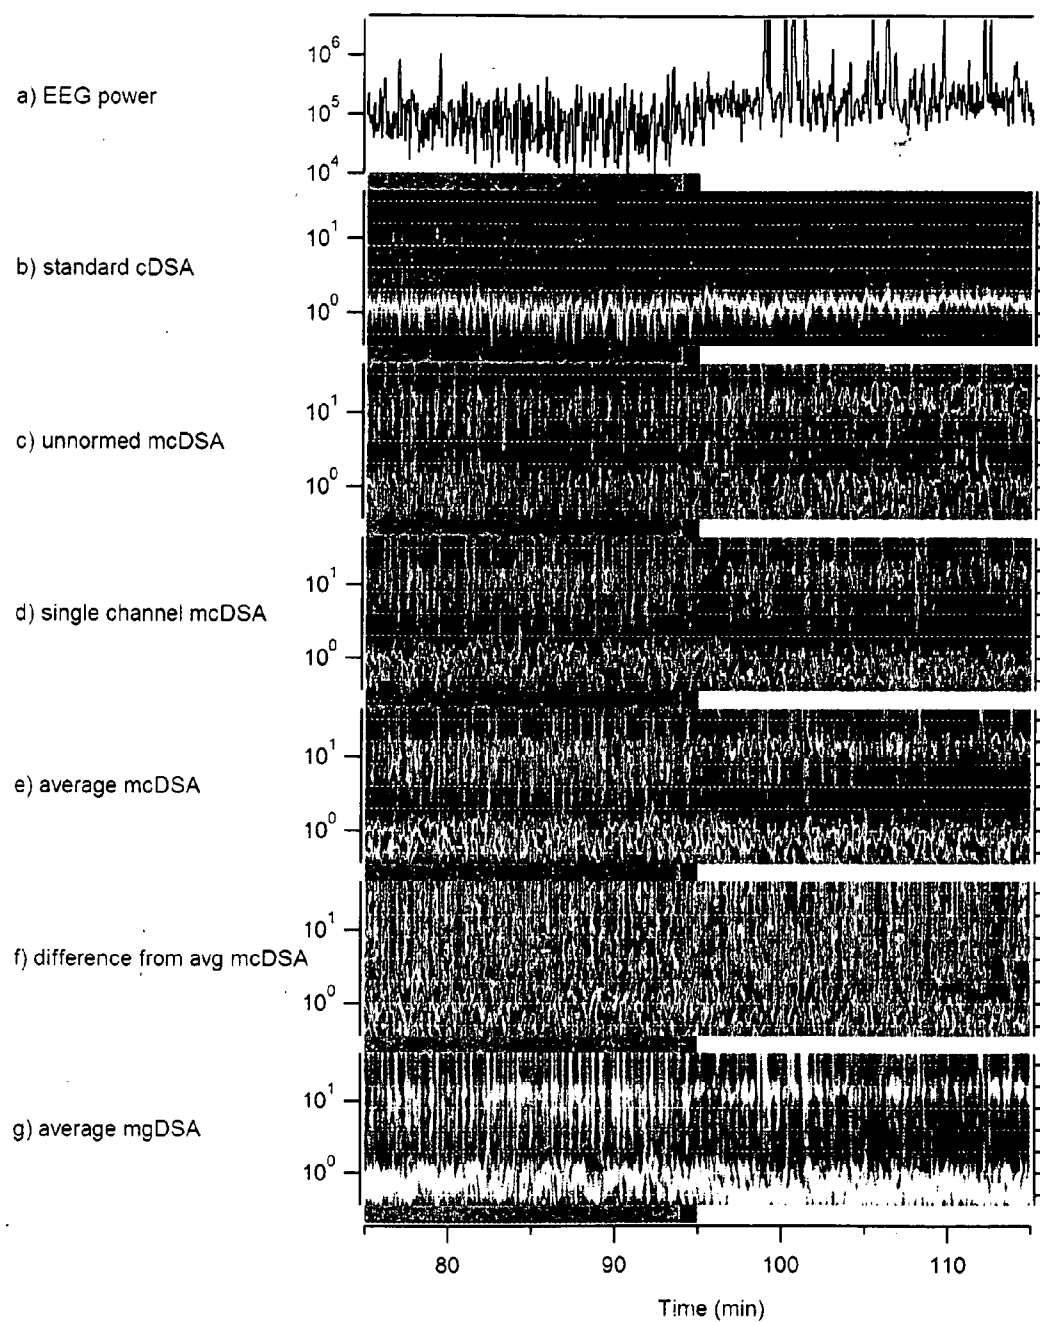 10^6
a) EEG power
10^5
10^4
10^1
b) standard cDSA
10^0
10^1
c) unnormed mcDSA
10^0
10^1
d) single channel mcDSA
10^0
10^1
e) average mcDSA
10^0
10^1
f) difference from avg mcDSA
10^0
10^1
g) average mgDSA
10^0
80 90 100 110
Time (min)